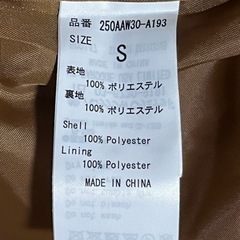 品番 250AAW30-A193
SIZE
S
表地
100% ポリエステル
裏地
100% ポリエステル
Shell
100% Polyester
Lining
100% Polyester
MADE IN CHINA